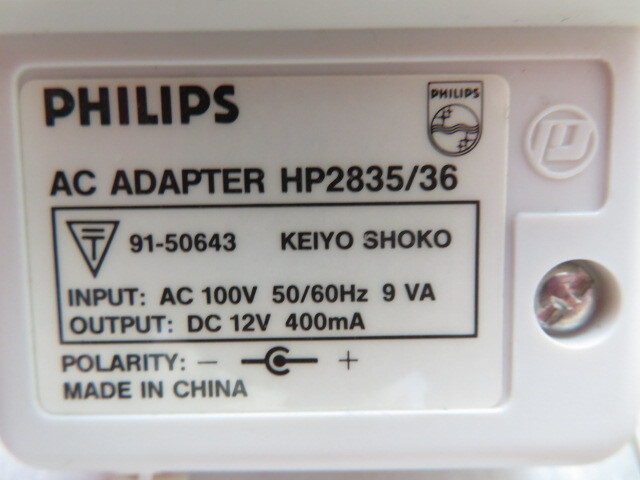 PHILIPS
PHILIPS
AC ADAPTER HP2835/36
T 91-50643 KEIYO SHOKO
INPUT: AC 100V 50/60Hz 9 VA
OUTPUT: DC 12V 400mA
POLARITY: − +
MADE IN CHINA